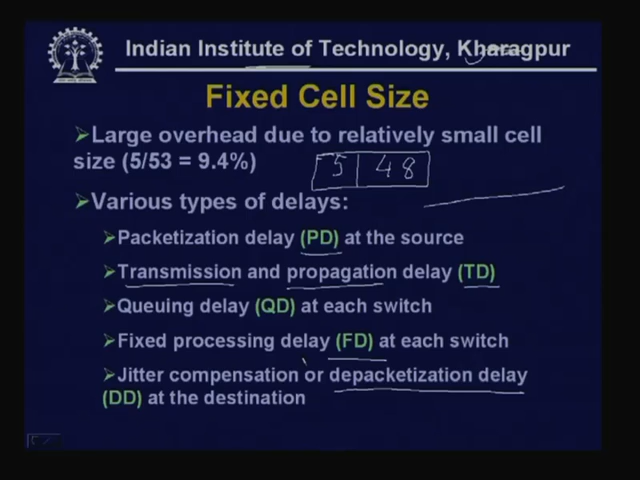 Indian Institute of Technology, Kharagpur
Fixed Cell Size
➢Large overhead due to relatively small cell
size (5/53 = 9.4%)
5 48
➢Various types of delays:
➢Packetization delay (PD) at the source
➢Transmission and propagation delay (TD)
➢Queuing delay (QD) at each switch
➢Fixed processing delay (FD) at each switch
➢Jitter compensation or depacketization delay
(DD) at the destination